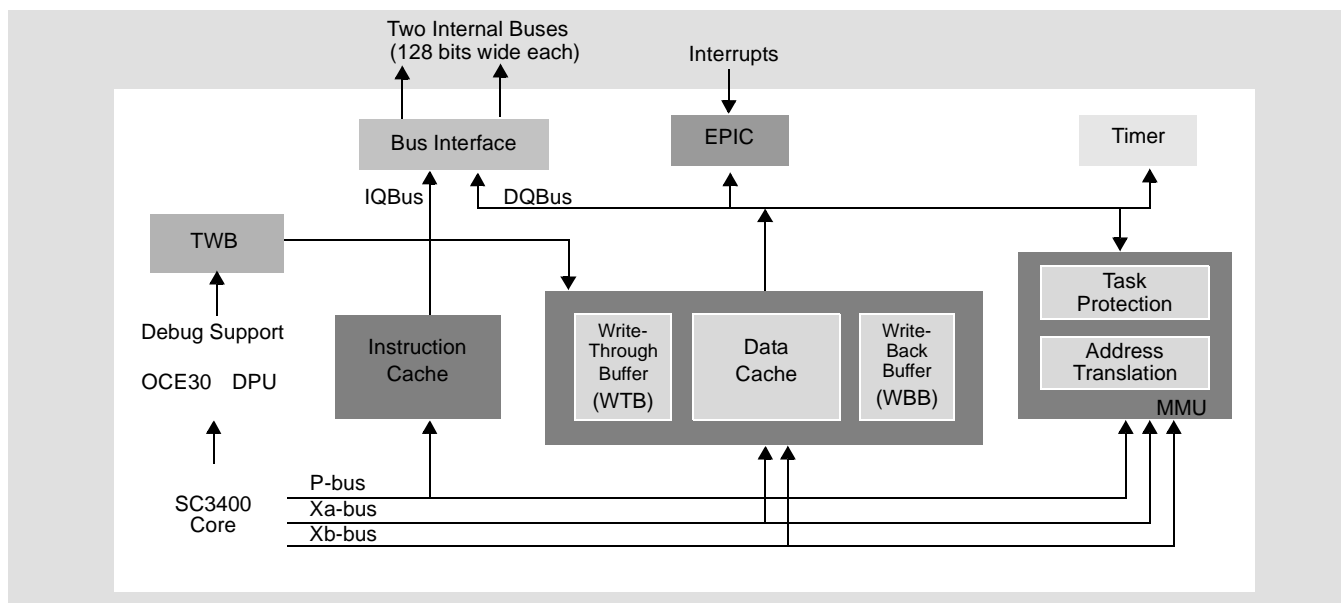 Two Internal Buses
(128 bits wide each)
Interrupts
Bus Interface
EPIC
Timer
IQBus
DQBus
TWB
Task
Protection
Debug Support
Instruction
Cache
Write-
Through
Buffer
(WTB)
Data
Cache
Write-
Back
Buffer
(WBB)
Address
Translation
OCE30 DPU
MMU
P-bus
SC3400
Core
Xa-bus
Xb-bus